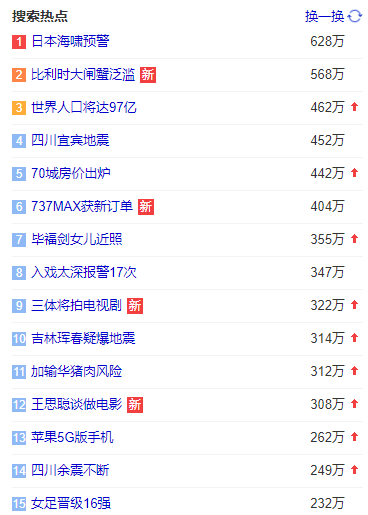 搜索热点 换一换
1 日本海啸预警 628万
2 比利时大闸蟹泛滥 新 568万
3 世界人口将达97亿 462万
4 四川宜宾地震 452万
5 70城房价出炉 442万
6 737MAX获新订单 新 404万
7 毕福剑女儿近照 355万
8 入戏太深报警17次 347万
9 三体将拍电视剧 新 322万
10 吉林珲春疑爆地震 314万
11 加输华猪肉风险 312万
12 王思聪谈做电影 新 308万
13 苹果5G版手机 262万
14 四川余震不断 249万
15 女足晋级16强 232万